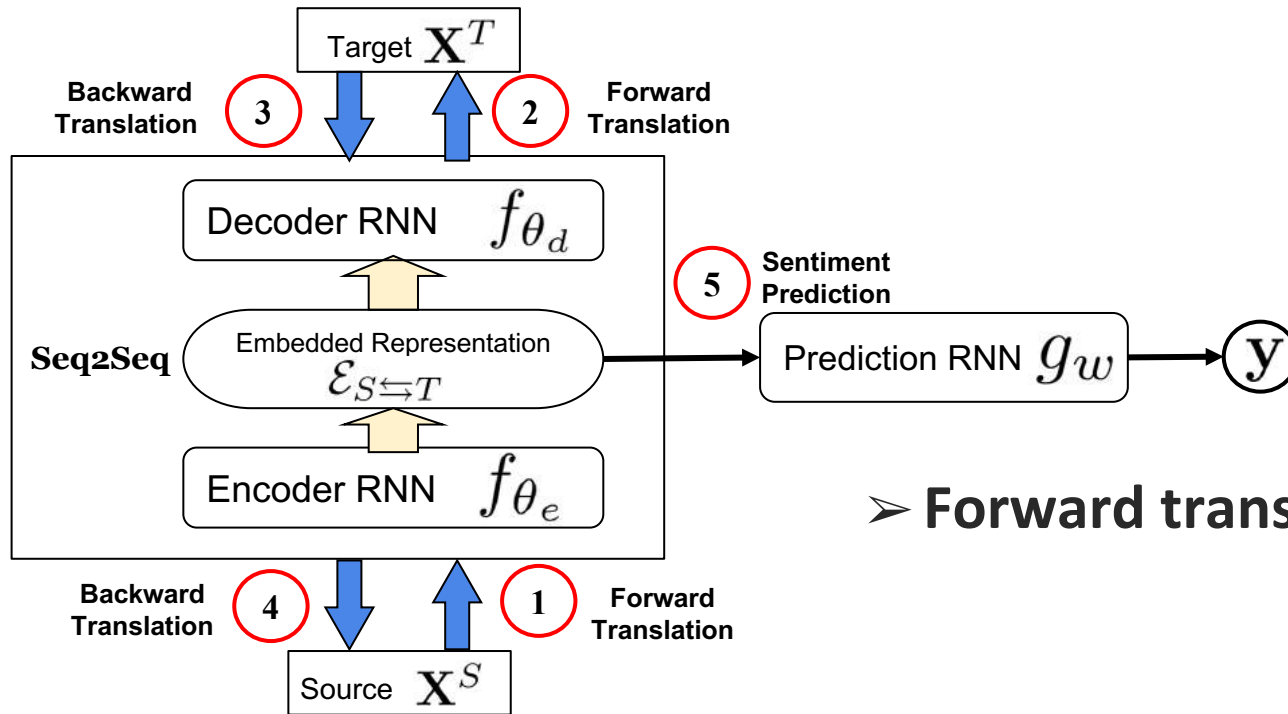 Target X^T
Backward
Translation
3
2
Forward
Translation
Decoder RNN f_{θ_d}
5
Sentiment
Prediction
Seq2Seq
Embedded Representation
ℰ_{S⇆T}
Prediction RNN g_w
y
Encoder RNN f_{θ_e}
➢ Forward trans
Backward
Translation
4
1
Forward
Translation
Source X^S